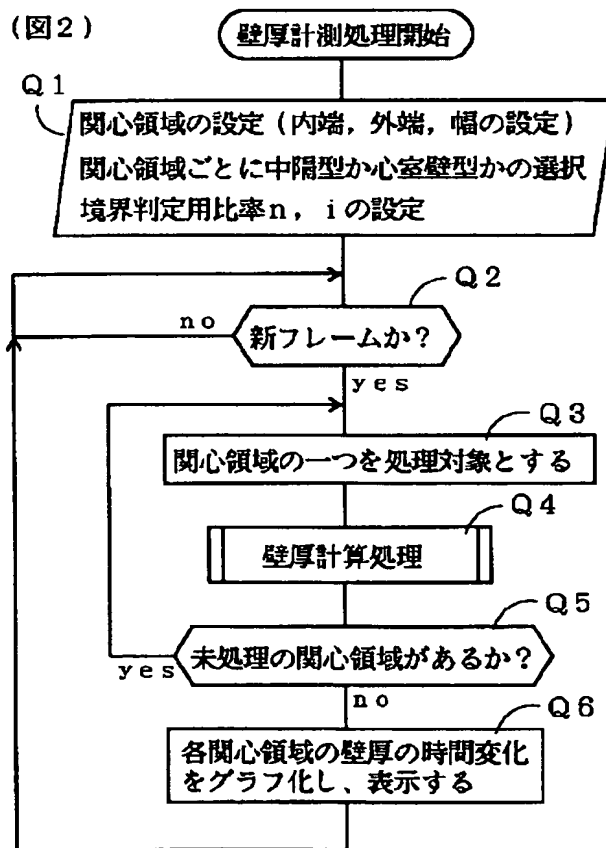 (図2)
壁厚計測処理開始
Q1
関心領域の設定(内端,外端,幅の設定)
関心領域ごとに中隔型か心室壁型かの選択
境界判定用比率n,iの設定
Q2
no
新フレームか?
yes
Q3
関心領域の一つを処理対象とする
Q4
壁厚計算処理
Q5
未処理の関心領域があるか?
yes
no
Q6
各関心領域の壁厚の時間変化
をグラフ化し、表示する